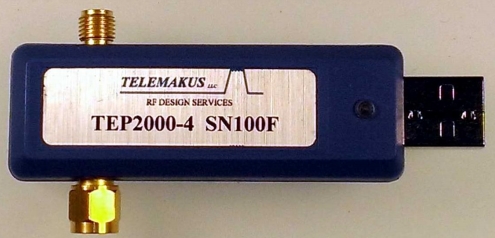 TELEMAKUS LLC
RF DESIGN SERVICES
TEP2000-4 SN100F